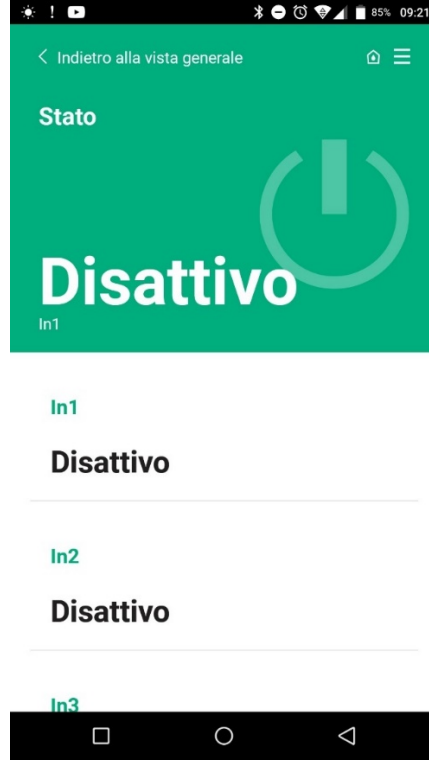 85% 09:21
Indietro alla vista generale
Stato
Disattivo
In1
In1
Disattivo
In2
Disattivo
In3